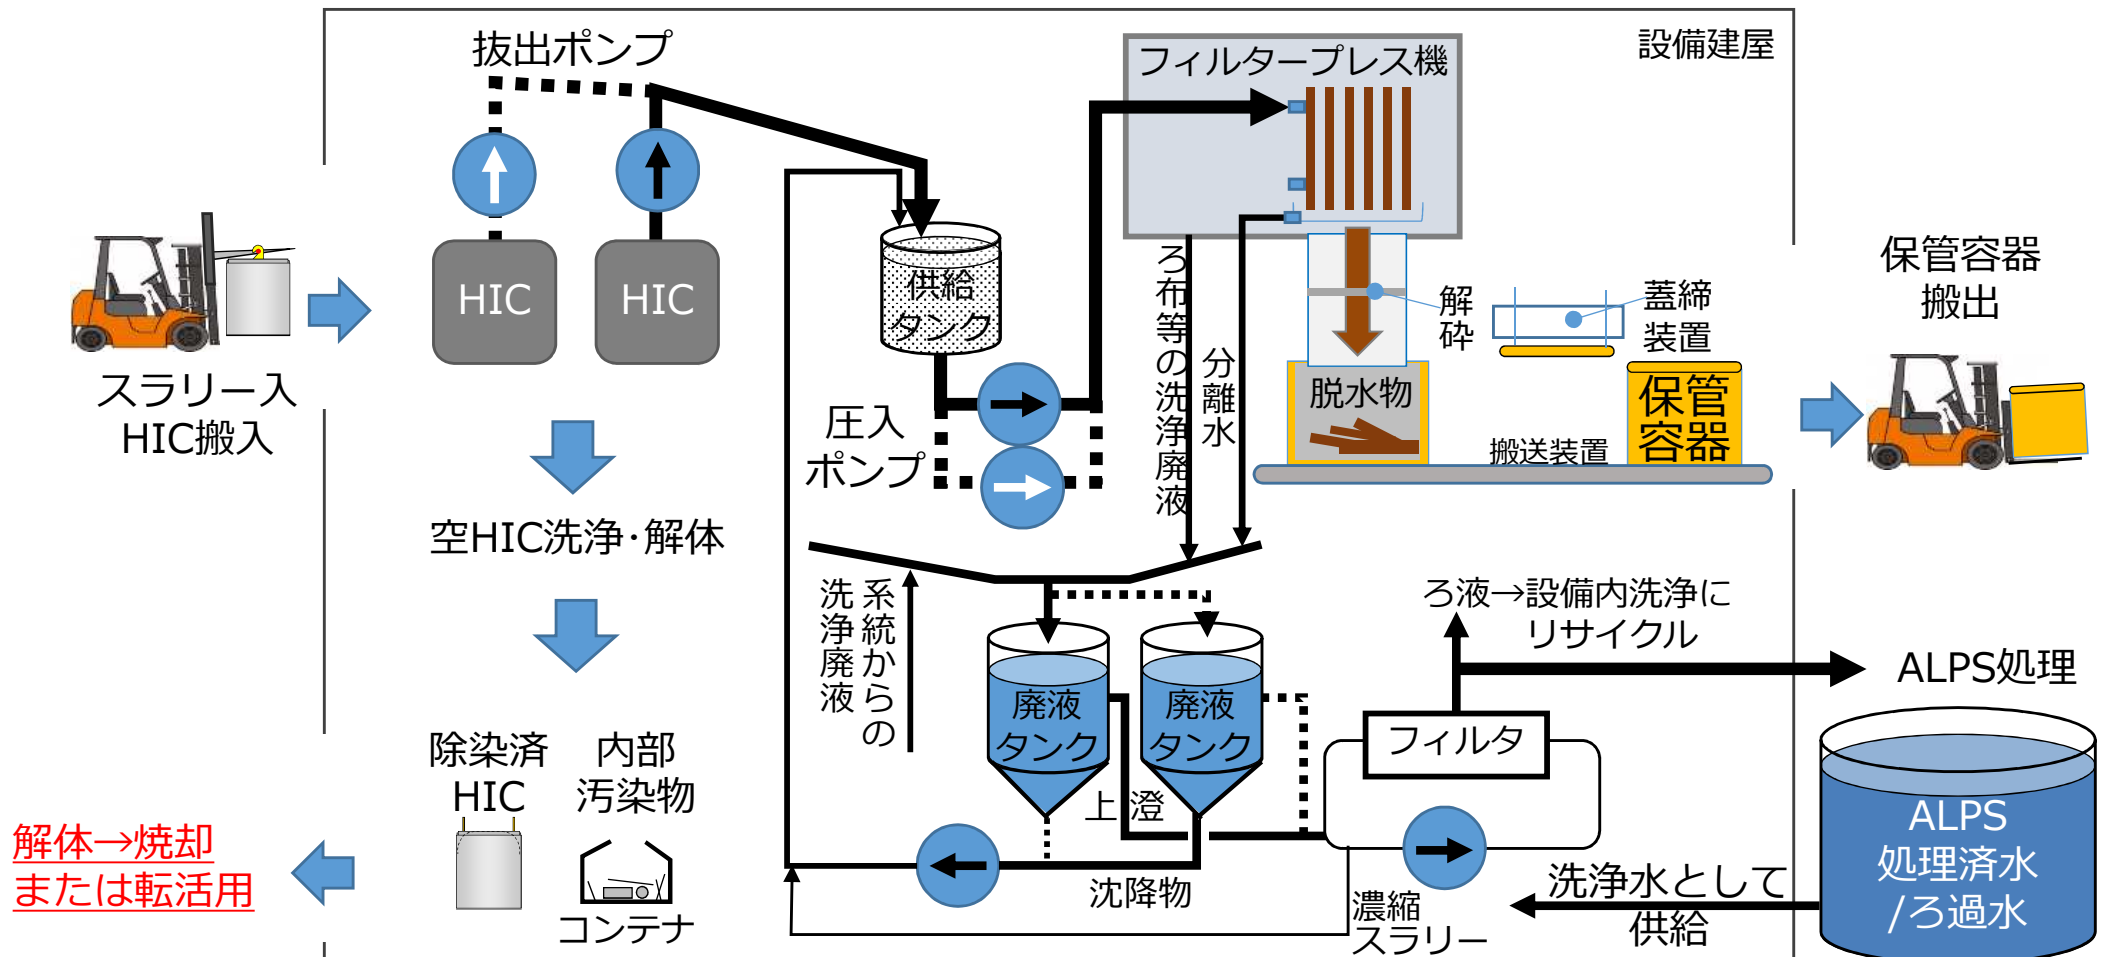 設備建屋
抜出ポンプ
フィルタープレス機
HIC
HIC
スラリー入
HIC搬入
供給
タンク
圧入
ポンプ
ろ布等の洗浄廃液
分離水
解砕
脱水物
蓋締
装置
保管
容器
搬送装置
保管容器
搬出
空HIC洗浄・解体
系統からの
洗浄廃液
廃液
タンク
廃液
タンク
上澄
沈降物
ろ液→設備内洗浄に
リサイクル
フィルタ
濃縮
スラリー
ALPS処理
ALPS
処理済水
/ろ過水
洗浄水として
供給
除染済
HIC
内部
汚染物
コンテナ
解体→焼却
または転活用